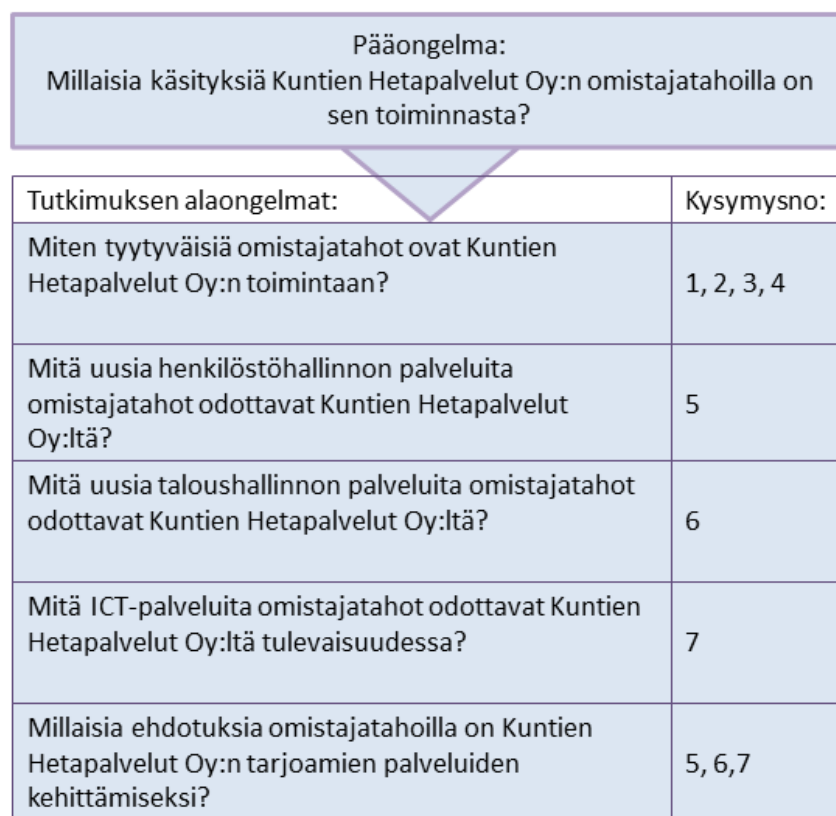 Pääongelma:
Millaisia käsityksiä Kuntien Hetapalvelut Oy:n omistajatahoilla on
sen toiminnasta?
Tutkimuksen alaongelmat:
Kysymysno:
Miten tyytyväisiä omistajatahot ovat Kuntien
Hetapalvelut Oy:n toimintaan?
1, 2, 3, 4
Mitä uusia henkilöstöhallinnon palveluita
omistajatahot odottavat Kuntien Hetapalvelut
Oy:ltä?
5
Mitä uusia taloushallinnon palveluita omistajatahot
odottavat Kuntien Hetapalvelut Oy:ltä?
6
Mitä ICT-palveluita omistajatahot odottavat Kuntien
Hetapalvelut Oy:ltä tulevaisuudessa?
7
Millaisia ehdotuksia omistajatahoilla on Kuntien
Hetapalvelut Oy:n tarjoamien palveluiden
kehittämiseksi?
5, 6,7